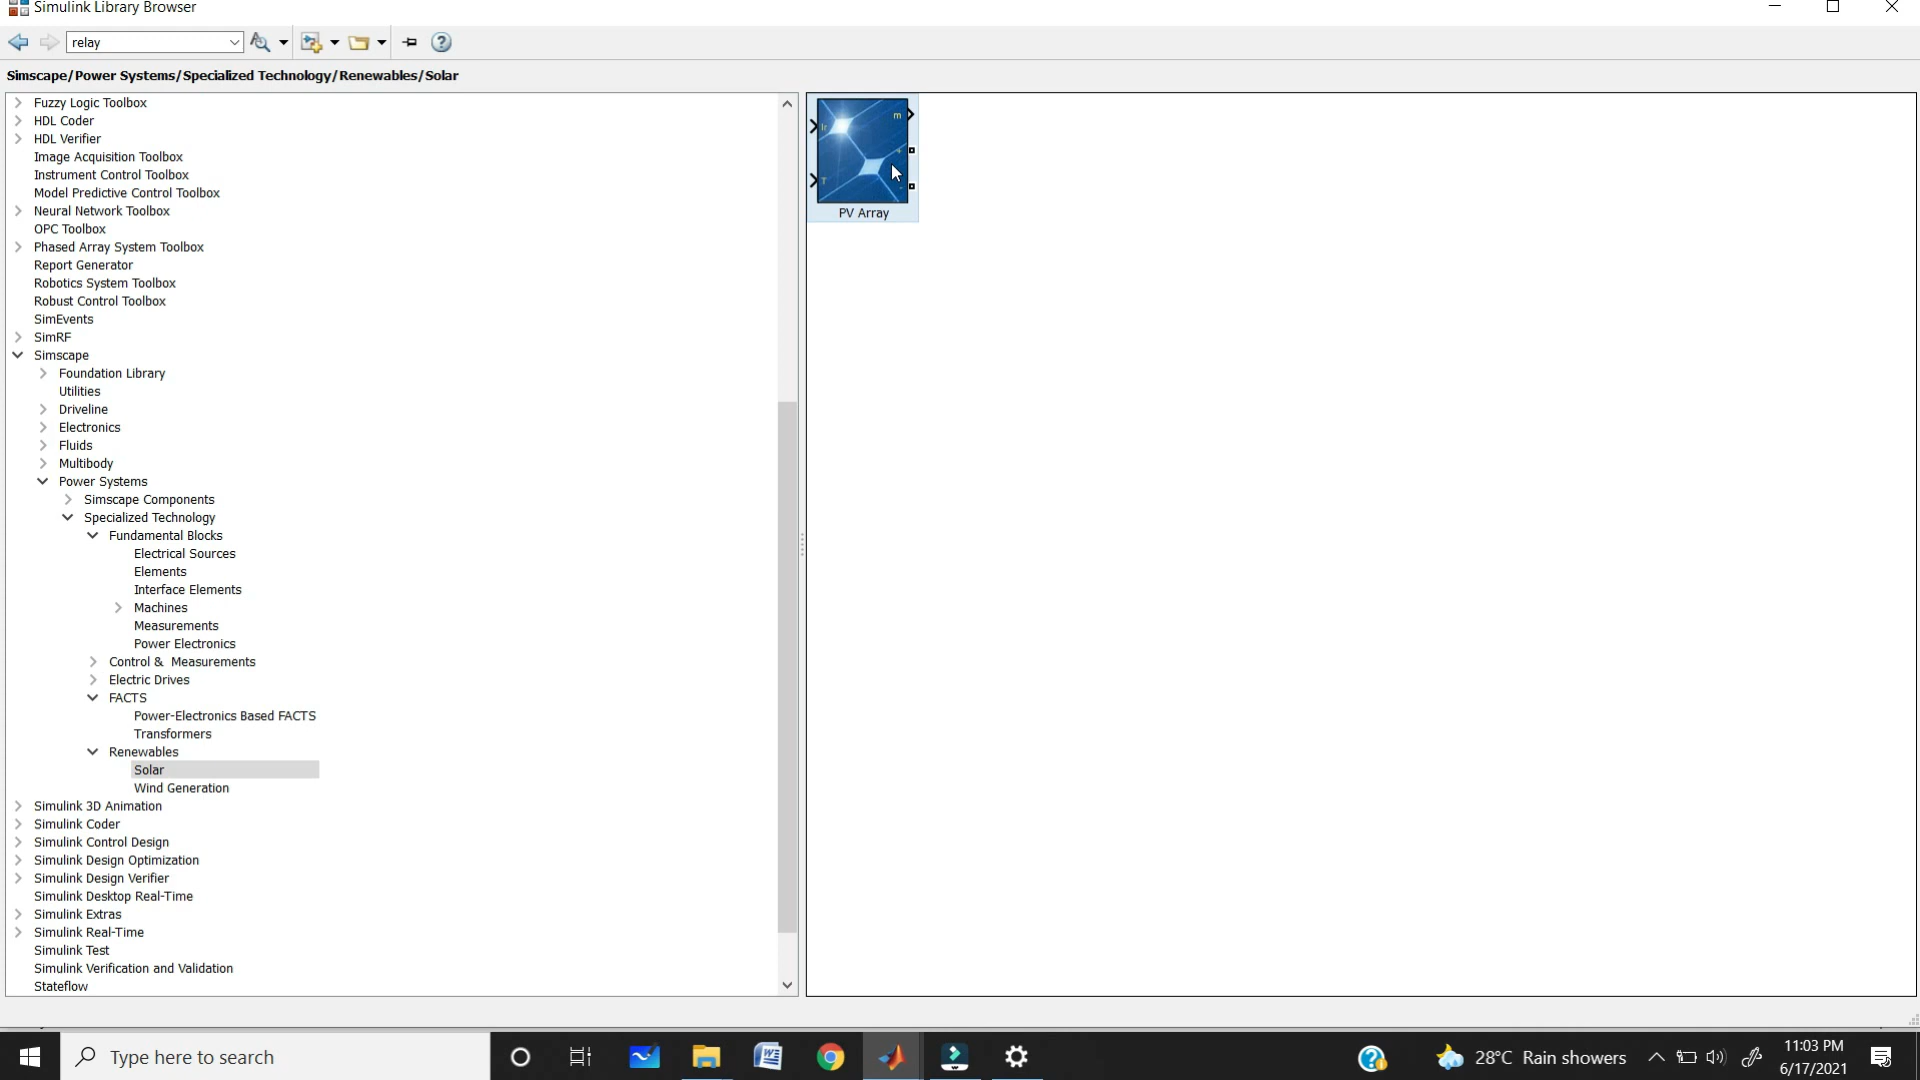 Simulink Library Browser
relay
Simscape/Power Systems/Specialized Technology/Renewables/Solar
Fuzzy Logic Toolbox
HDL Coder
HDL Verifier
Image Acquisition Toolbox
Instrument Control Toolbox
Model Predictive Control Toolbox
Neural Network Toolbox
OPC Toolbox
Phased Array System Toolbox
Report Generator
Robotics System Toolbox
Robust Control Toolbox
SimEvents
SimRF
Simscape
Foundation Library
Utilities
Driveline
Electronics
Fluids
Multibody
Power Systems
Simscape Components
Specialized Technology
Fundamental Blocks
Electrical Sources
Elements
Interface Elements
Machines
Measurements
Power Electronics
Control & Measurements
Electric Drives
FACTS
Power-Electronics Based FACTS
Transformers
Renewables
Solar
Wind Generation
Simulink 3D Animation
Simulink Coder
Simulink Control Design
Simulink Design Optimization
Simulink Design Verifier
Simulink Desktop Real-Time
Simulink Extras
Simulink Real-Time
Simulink Test
Simulink Verification and Validation
Stateflow
m
Ir
+
T
-
PV Array
Type here to search
28°C Rain showers
11:03 PM
6/17/2021